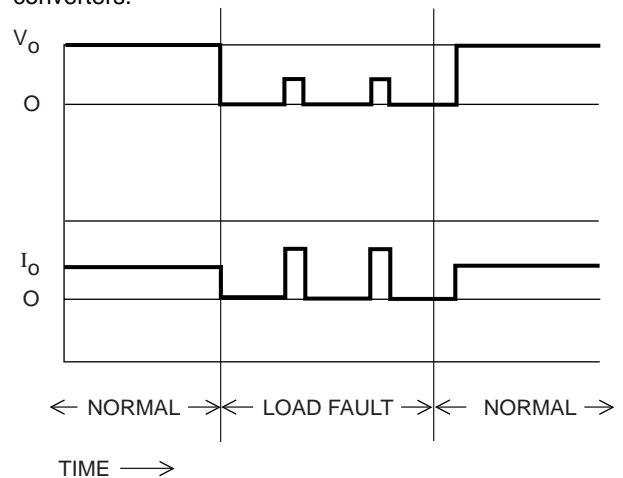 converters.
Vo
O
Io
O
← NORMAL →← LOAD FAULT →← NORMAL →
TIME →